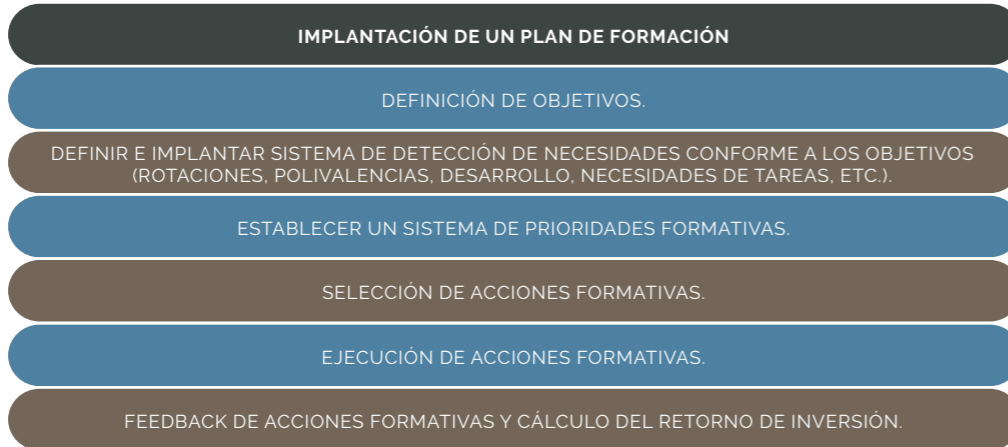 IMPLANTACIÓN DE UN PLAN DE FORMACIÓN
DEFINICIÓN DE OBJETIVOS.
DEFINIR E IMPLANTAR SISTEMA DE DETECCIÓN DE NECESIDADES CONFORME A LOS OBJETIVOS
(ROTACIONES, POLIVALENCIAS, DESARROLLO, NECESIDADES DE TAREAS, ETC.).
ESTABLECER UN SISTEMA DE PRIORIDADES FORMATIVAS.
SELECCIÓN DE ACCIONES FORMATIVAS.
EJECUCIÓN DE ACCIONES FORMATIVAS.
FEEDBACK DE ACCIONES FORMATIVAS Y CÁLCULO DEL RETORNO DE INVERSIÓN.